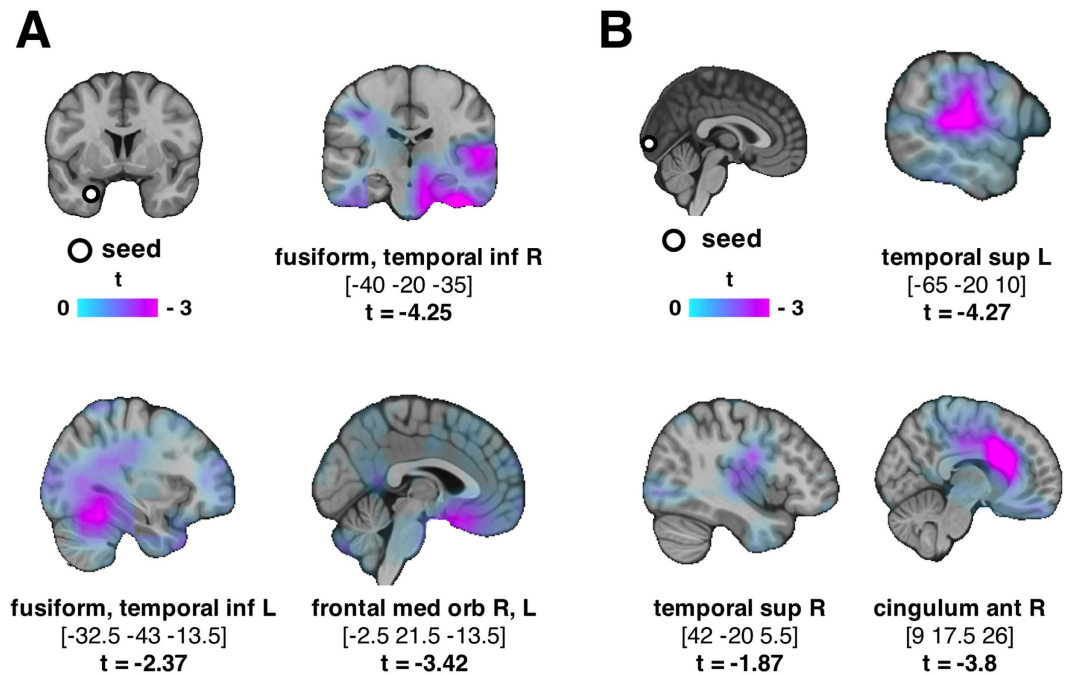 A
seed
t
0 - 3
fusiform, temporal inf R
[-40 -20 -35]
t = -4.25
fusiform, temporal inf L
[-32.5 -43 -13.5]
t = -2.37
frontal med orb R, L
[-2.5 21.5 -13.5]
t = -3.42
B
seed
t
0 - 3
temporal sup L
[-65 -20 10]
t = -4.27
temporal sup R
[42 -20 5.5]
t = -1.87
cingulum ant R
[9 17.5 26]
t = -3.8